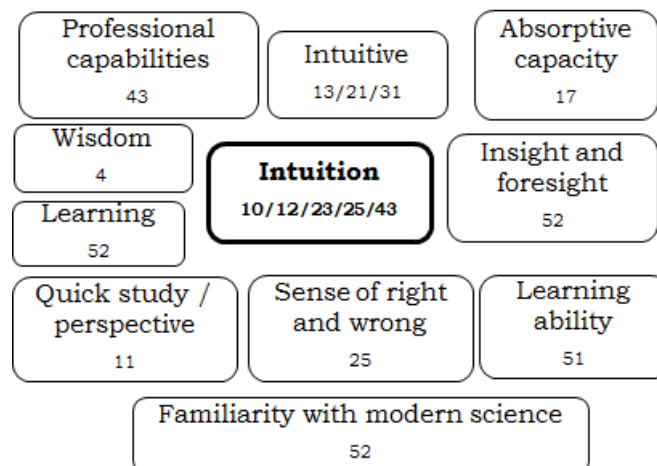 Professional
capabilities
43
Intuitive
13/21/31
Absorptive
capacity
17
Wisdom
4
Intuition
10/12/23/25/43
Insight and
foresight
52
Learning
52
Quick study /
perspective
11
Sense of right
and wrong
25
Learning
ability
51
Familiarity with modern science
52